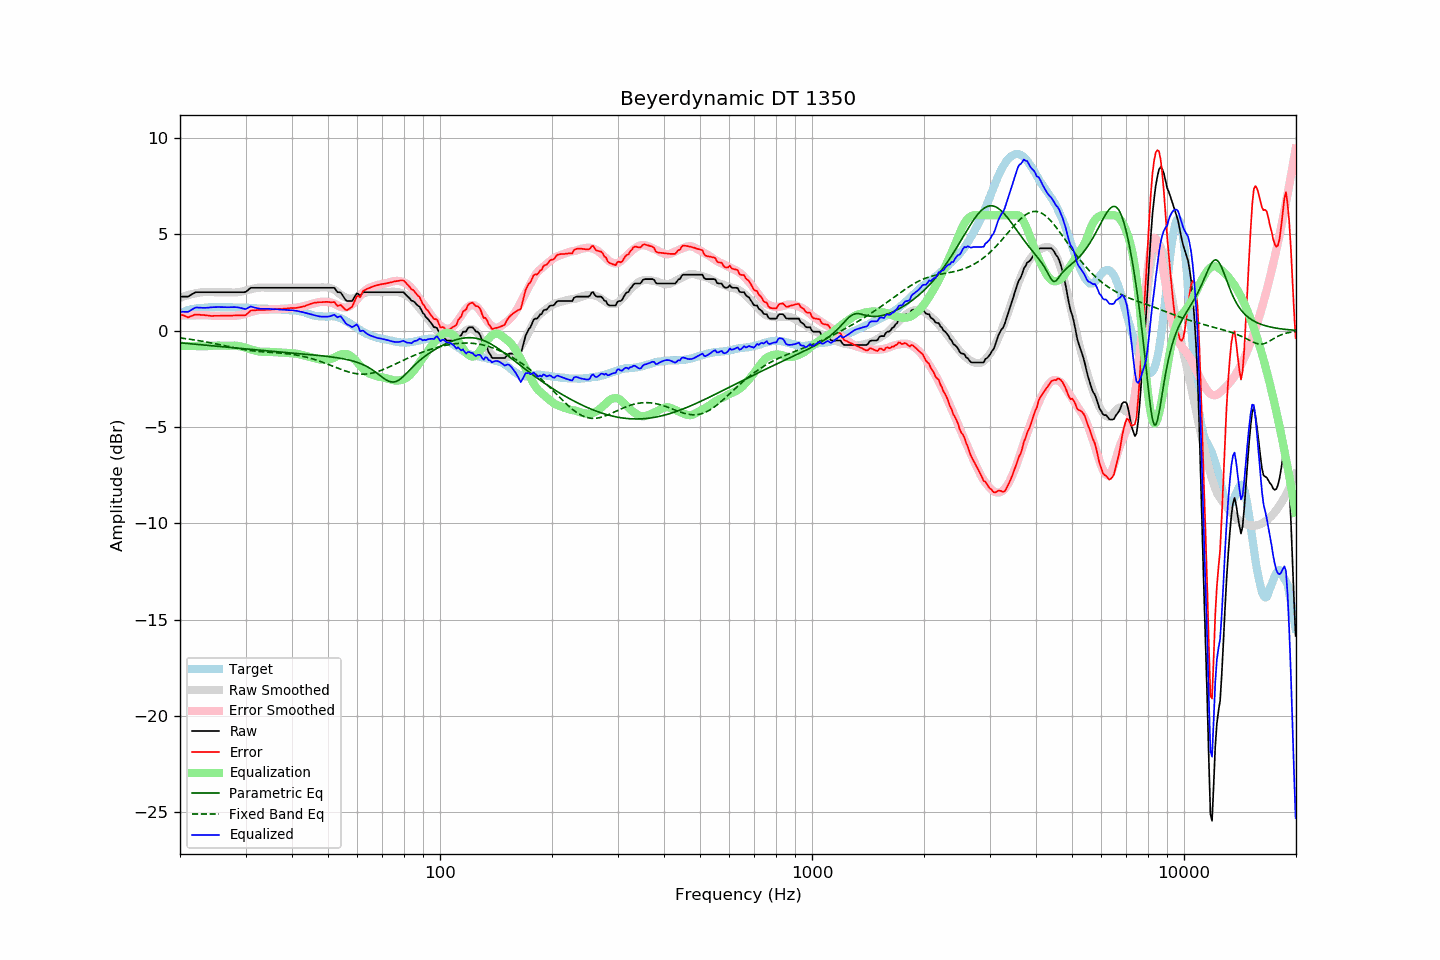 Beyerdynamic DT 1350
10
5
0
−5
−10
−15
−20
−25
Amplitude (dBr)
Target
Raw Smoothed
Error Smoothed
Raw
Error
Equalization
Parametric Eq
Fixed Band Eq
Equalized
100
1000
10000
Frequency (Hz)